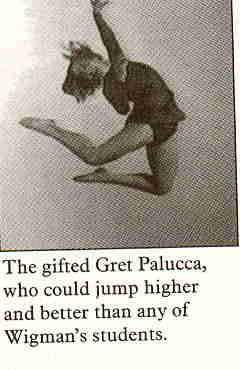 The gifted Gret Palucca,
who could jump higher
and better than any of
Wigman's students.